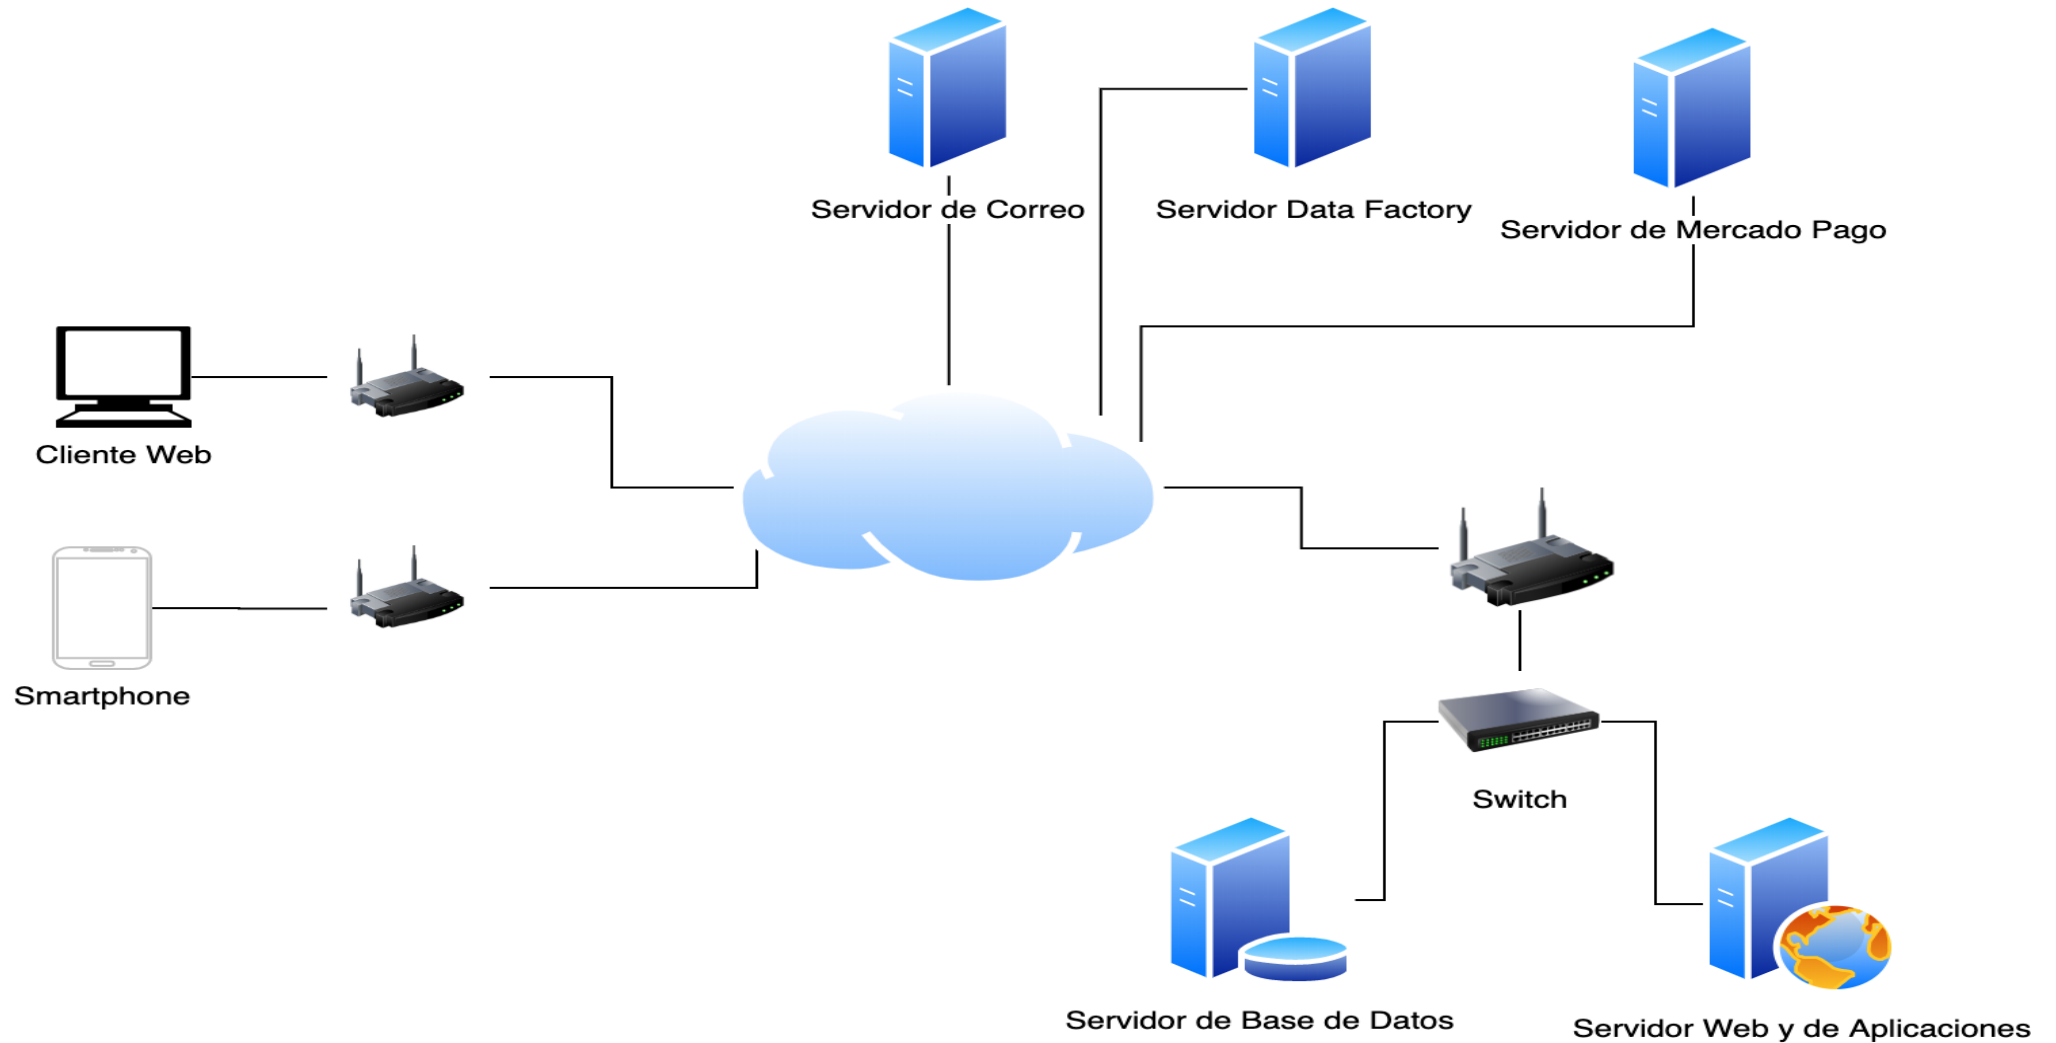 Servidor de Correo
Servidor Data Factory
Servidor de Mercado Pago
Cliente Web
Smartphone
Switch
Servidor de Base de Datos
Servidor Web y de Aplicaciones